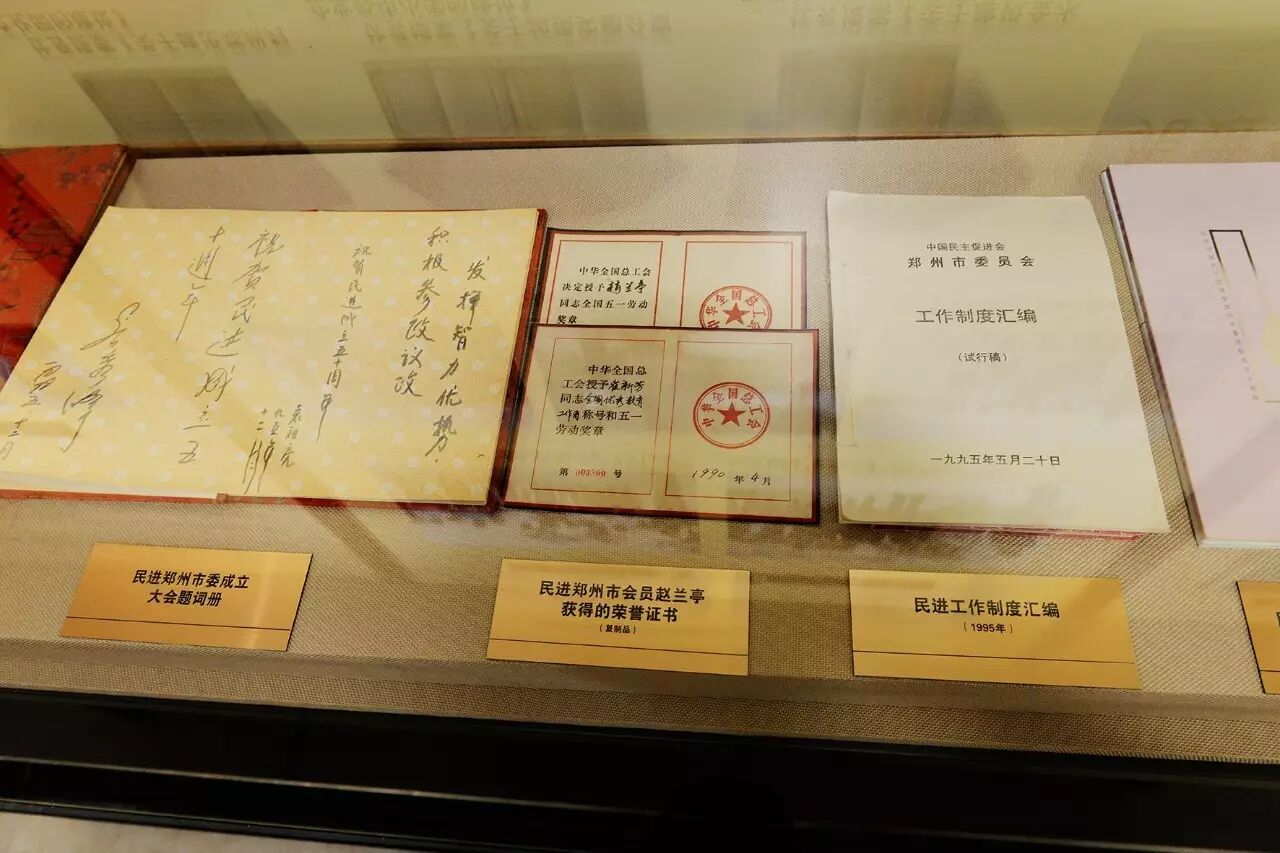 发挥智力优势
积极参政议政
祝贺民进成立五十周年
九五年
十二月
祝贺民进成立五
十周年
中华全国总工会
决定授予
同志全国五一劳动
奖章
中华全国总工会
中华全国总
工会授予崔新芳
同志全国优秀教育
工作者称号和五一
劳动奖章
第 003800 号
中华全国总工会
1990 年 4 月
中国民主促进会
郑州市委员会
工作制度汇编
(试行稿)
一九九五年五月二十日
民进郑州市委成立
大会题词册
民进郑州市会员赵兰亭
获得的荣誉证书
(复制品)
民进工作制度汇编
(1995年)